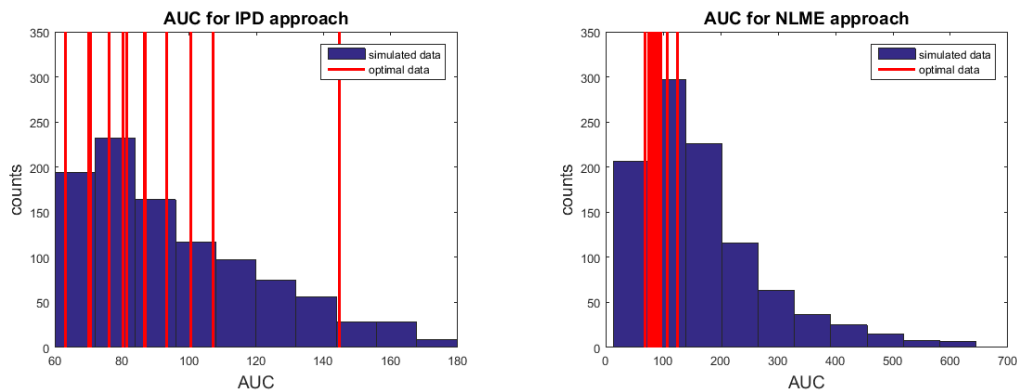 AUC for IPD approach
350
300
250
200
150
100
50
0
counts
simulated data
optimal data
60 80 100 120 140 160 180
AUC
AUC for NLME approach
350
300
250
200
150
100
50
0
counts
simulated data
optimal data
0 100 200 300 400 500 600 700
AUC